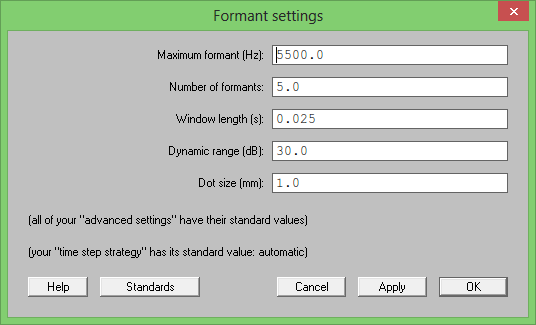 Formant settings
Maximum formant (Hz): 5500.0
Number of formants: 5.0
Window length (s): 0.025
Dynamic range (dB): 30.0
Dot size (mm): 1.0
(all of your "advanced settings" have their standard values)
(your "time step strategy" has its standard value: automatic)
Help Standards Cancel Apply OK